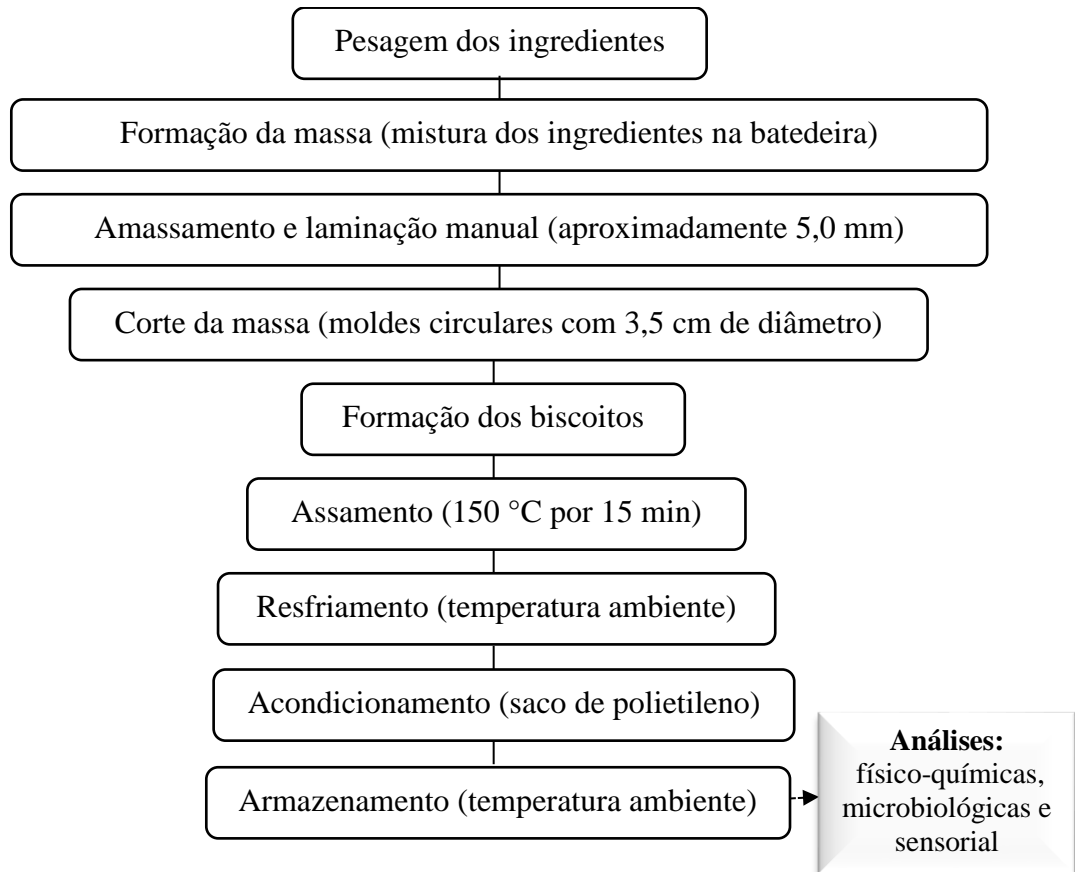 Pesagem dos ingredientes
Formação da massa (mistura dos ingredientes na batedeira)
Amassamento e laminação manual (aproximadamente 5,0 mm)
Corte da massa (moldes circulares com 3,5 cm de diâmetro)
Formação dos biscoitos
Assamento (150 °C por 15 min)
Resfriamento (temperatura ambiente)
Acondicionamento (saco de polietileno)
Armazenamento (temperatura ambiente)
Análises:
físico-químicas,
microbiológicas e
sensorial